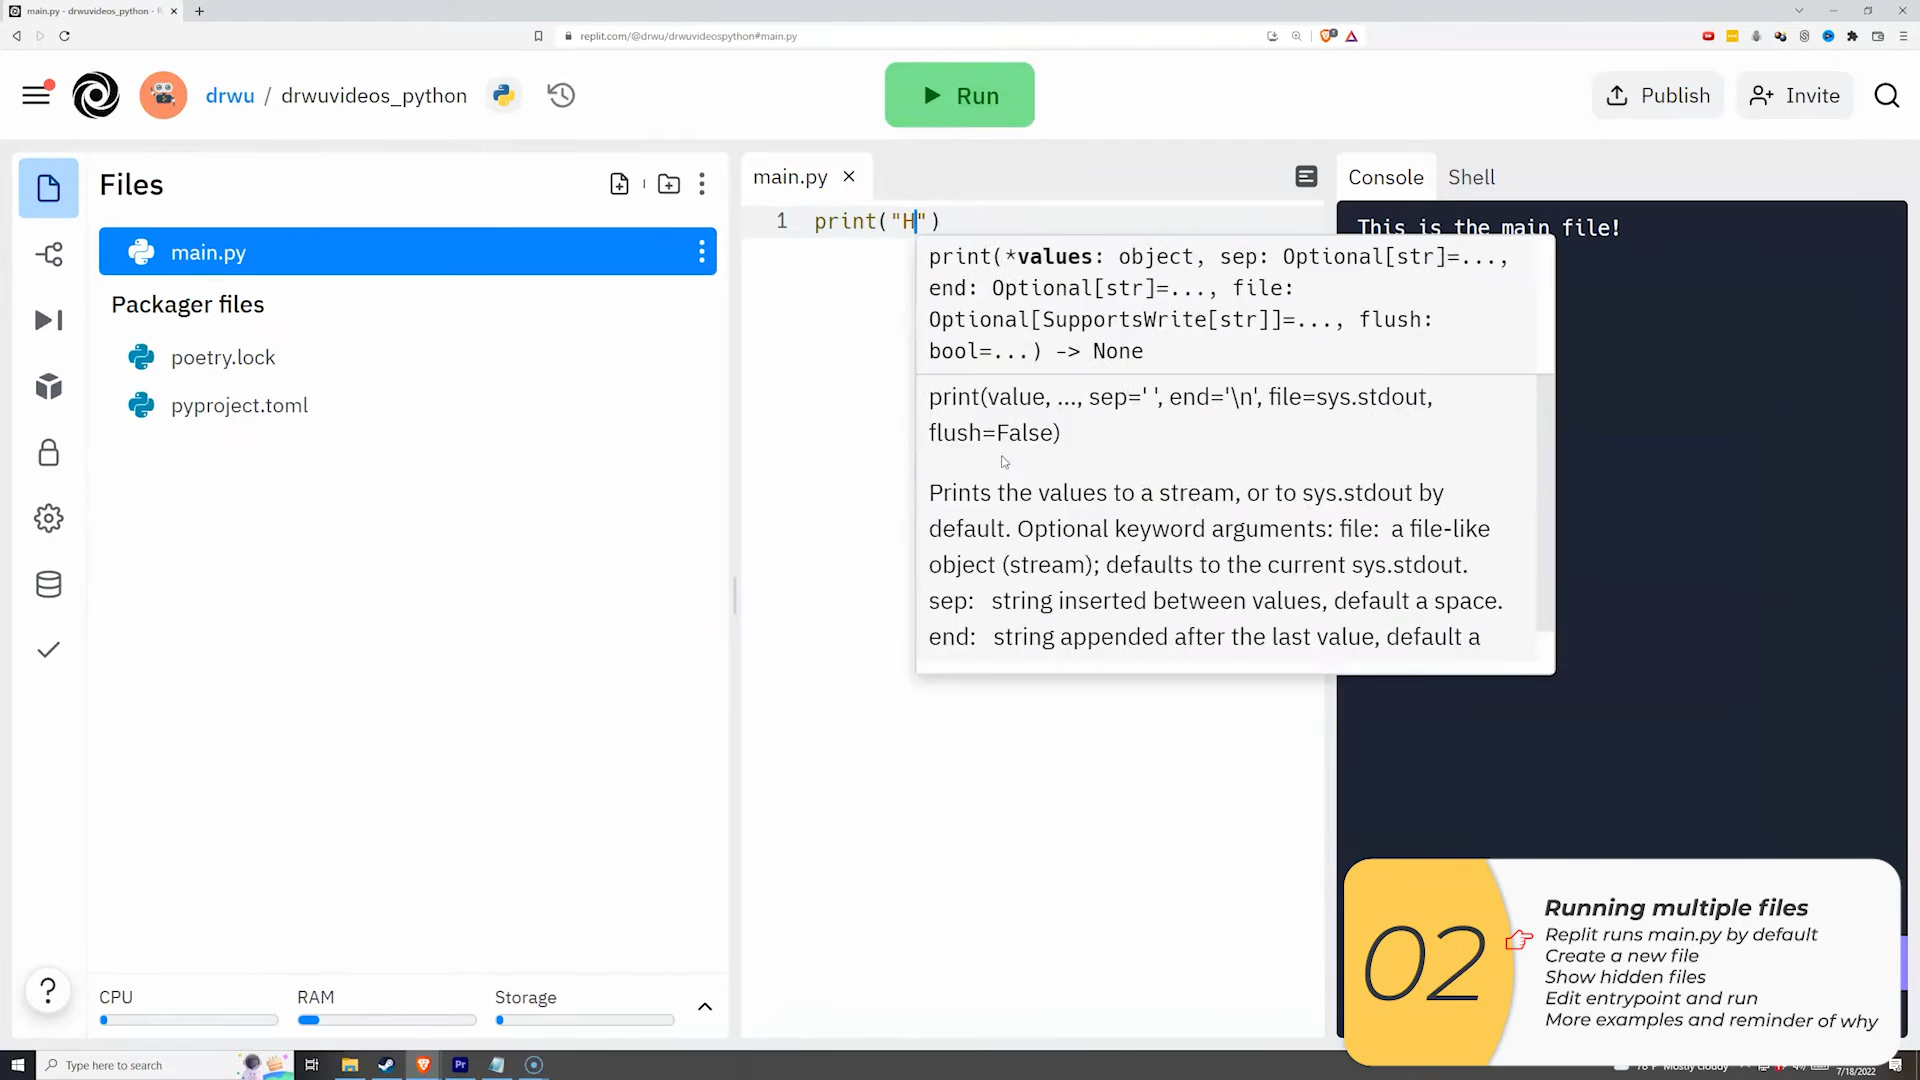 main.py - drwuvideos_python - R
replit.com/@drwu/drwuvideospython#main.py
drwu / drwuvideos_python
Run
Publish
Invite
Files
main.py
Packager files
poetry.lock
pyproject.toml
CPU
RAM
Storage
main.py
1 print("H")
print(*values: object, sep: Optional[str]=...,
end: Optional[str]=..., file:
Optional[SupportsWrite[str]]=..., flush:
bool=...) -> None
print(value, ..., sep=' ', end='\n', file=sys.stdout,
flush=False)
Prints the values to a stream, or to sys.stdout by
default. Optional keyword arguments: file: a file-like
object (stream); defaults to the current sys.stdout.
sep: string inserted between values, default a space.
end: string appended after the last value, default a
Console
Shell
This is the main file!
02
Running multiple files
Replit runs main.py by default
Create a new file
Show hidden files
Edit entrypoint and run
More examples and reminder of why
?
Type here to search
Pr
Mostly cloudy
7/18/2022